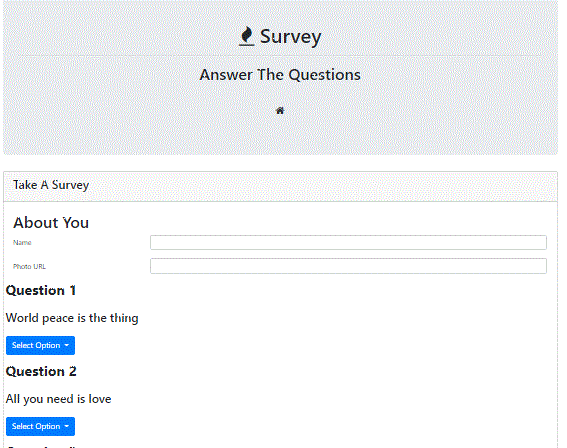 Survey
Answer The Questions
Take A Survey
About You
Name
Photo URL
Question 1
World peace is the thing
Select Option
Question 2
All you need is love
Select Option